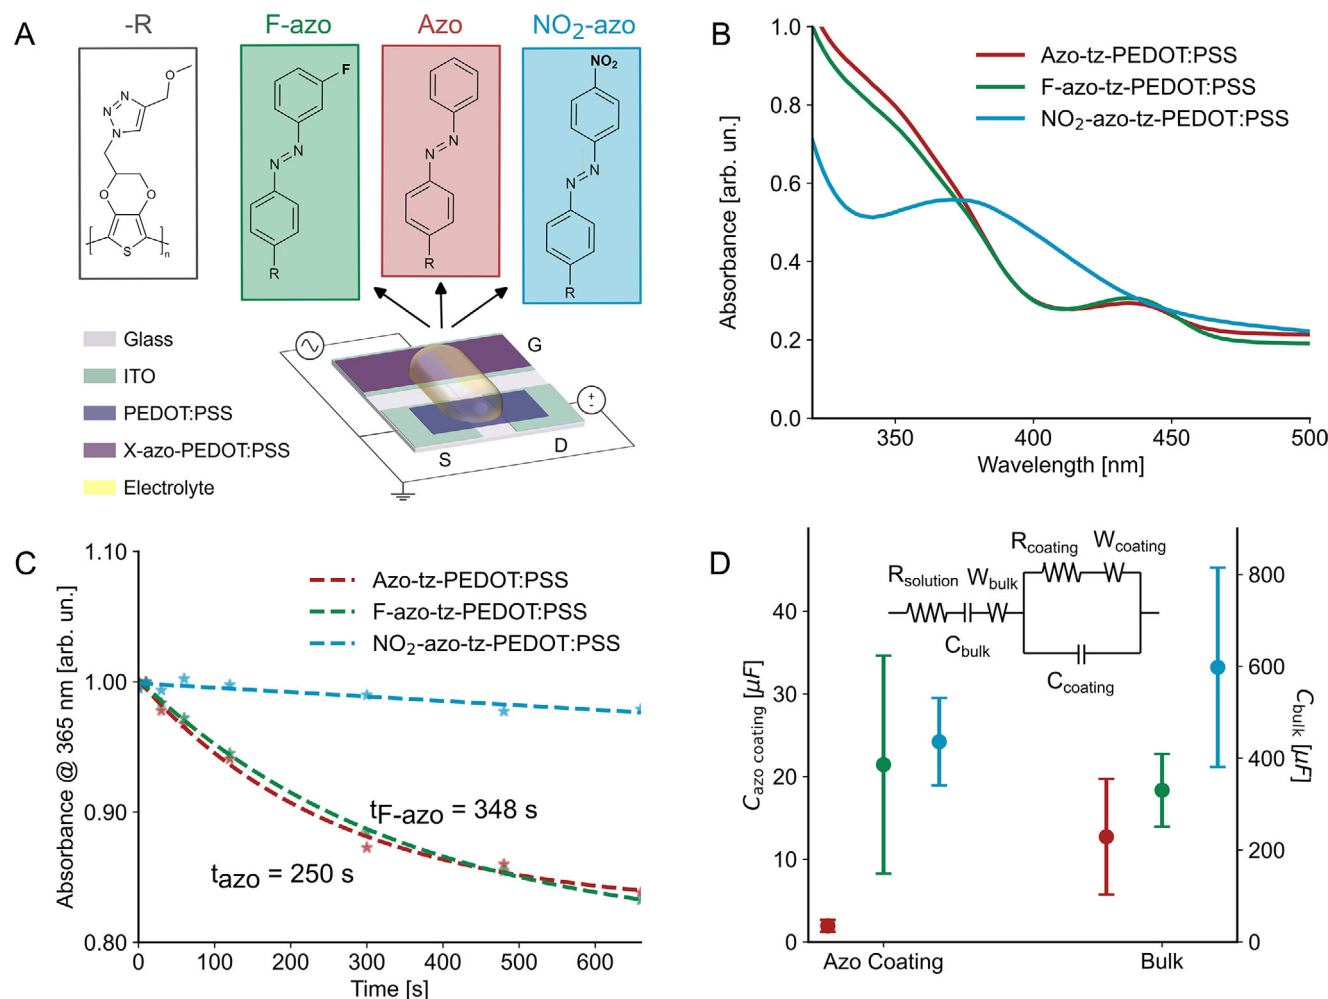 A
-R
F-azo
Azo
NO2-azo
O
N
N
N
O
O
S
n
F
N
N
R
N
N
R
NO2
N
N
R
Glass
ITO
PEDOT:PSS
X-azo-PEDOT:PSS
Electrolyte
G
S
D
+
-
B
Azo-tz-PEDOT:PSS
F-azo-tz-PEDOT:PSS
NO2-azo-tz-PEDOT:PSS
Absorbance [arb. un.]
1.0
0.8
0.6
0.4
0.2
0.0
350
400
450
500
Wavelength [nm]
C
Azo-tz-PEDOT:PSS
F-azo-tz-PEDOT:PSS
NO2-azo-tz-PEDOT:PSS
Absorbance @ 365 nm [arb. un.]
1.10
1.00
0.90
0.80
tF-azo = 348 s
tazo = 250 s
0
100
200
300
400
500
600
Time [s]
D
Rsolution
Wbulk
Rcoating
Wcoating
Cbulk
Ccoating
Cazo coating [µF]
40
30
20
10
0
Cbulk [µF]
800
600
400
200
0
Azo Coating
Bulk